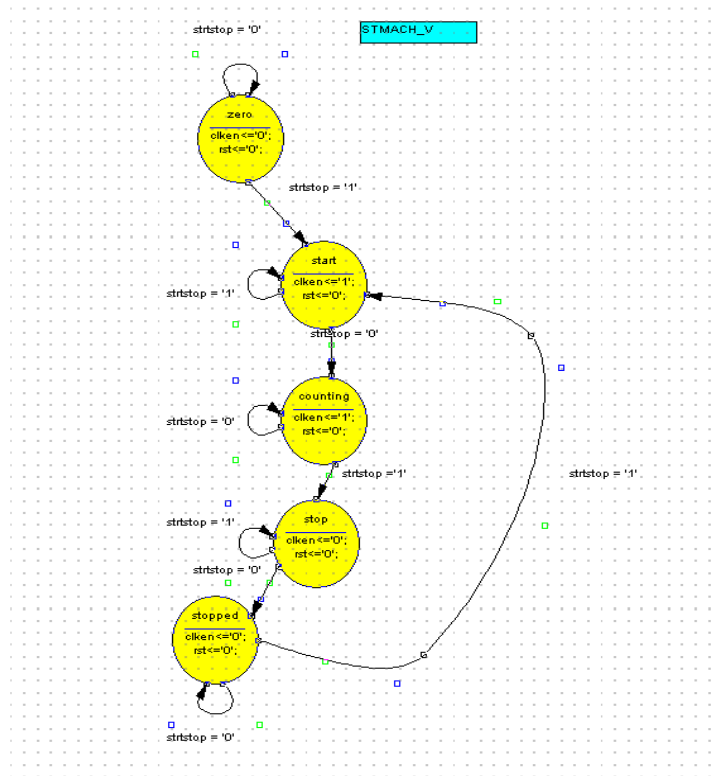 strtstop = '0'
STMACH_V
zero
clken<='0';
rst<='0';
strtstop = '1'
start
clken<='1';
rst<='0';
strtstop = '1'
strtstop = '0'
counting
clken<='1';
rst<='0';
strtstop = '0'
strtstop ='1'
strtstop = '1'
stop
clken<='0';
rst<='0';
strtstop = '1'
strtstop = '0'
stopped
clken<='0';
rst<='0';
strtstop = '0'